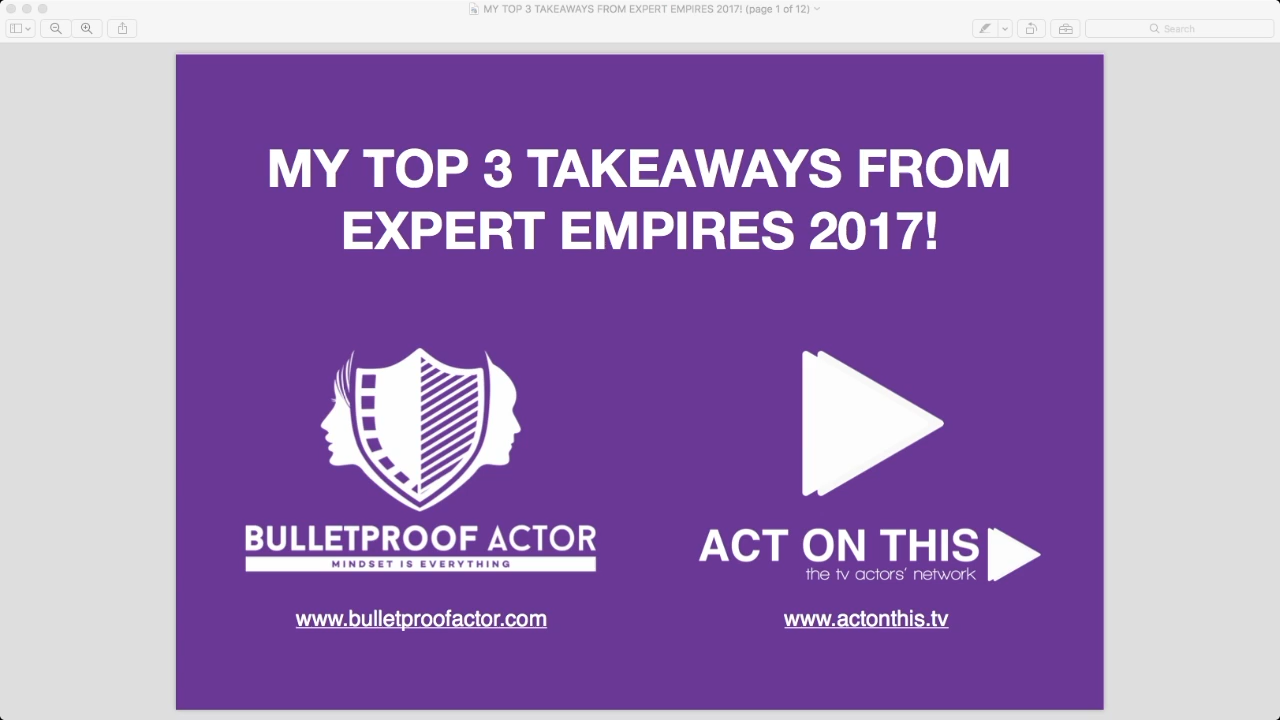 MY TOP 3 TAKEAWAYS FROM EXPERT EMPIRES 2017! (page 1 of 12)
Search
MY TOP 3 TAKEAWAYS FROM
EXPERT EMPIRES 2017!
BULLETPROOF ACTOR
MINDSET IS EVERYTHING
www.bulletproofactor.com
ACT ON THIS
the tv actors' network
www.actonthis.tv